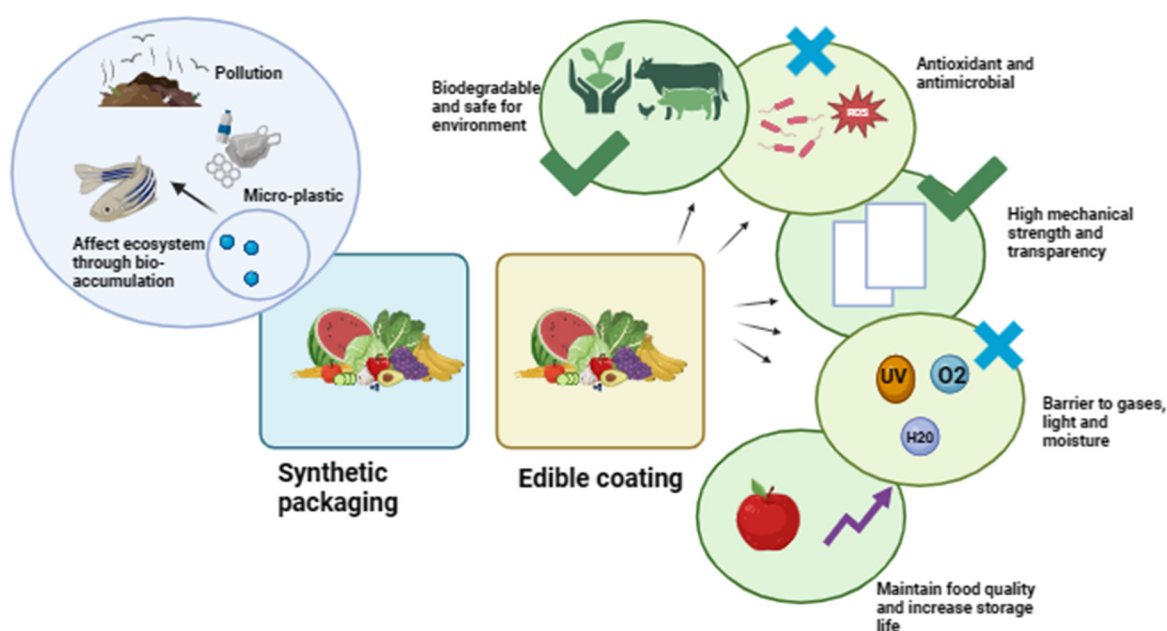 Pollution
Micro-plastic
Affect ecosystem
through bio-
accumulation
Synthetic
packaging
Edible coating
Biodegradable
and safe for
environment
Antioxidant and
antimicrobial
ROS
High mechanical
strength and
transparency
UV
O2
H20
Barrier to gases,
light and
moisture
Maintain food quality
and increase storage
life